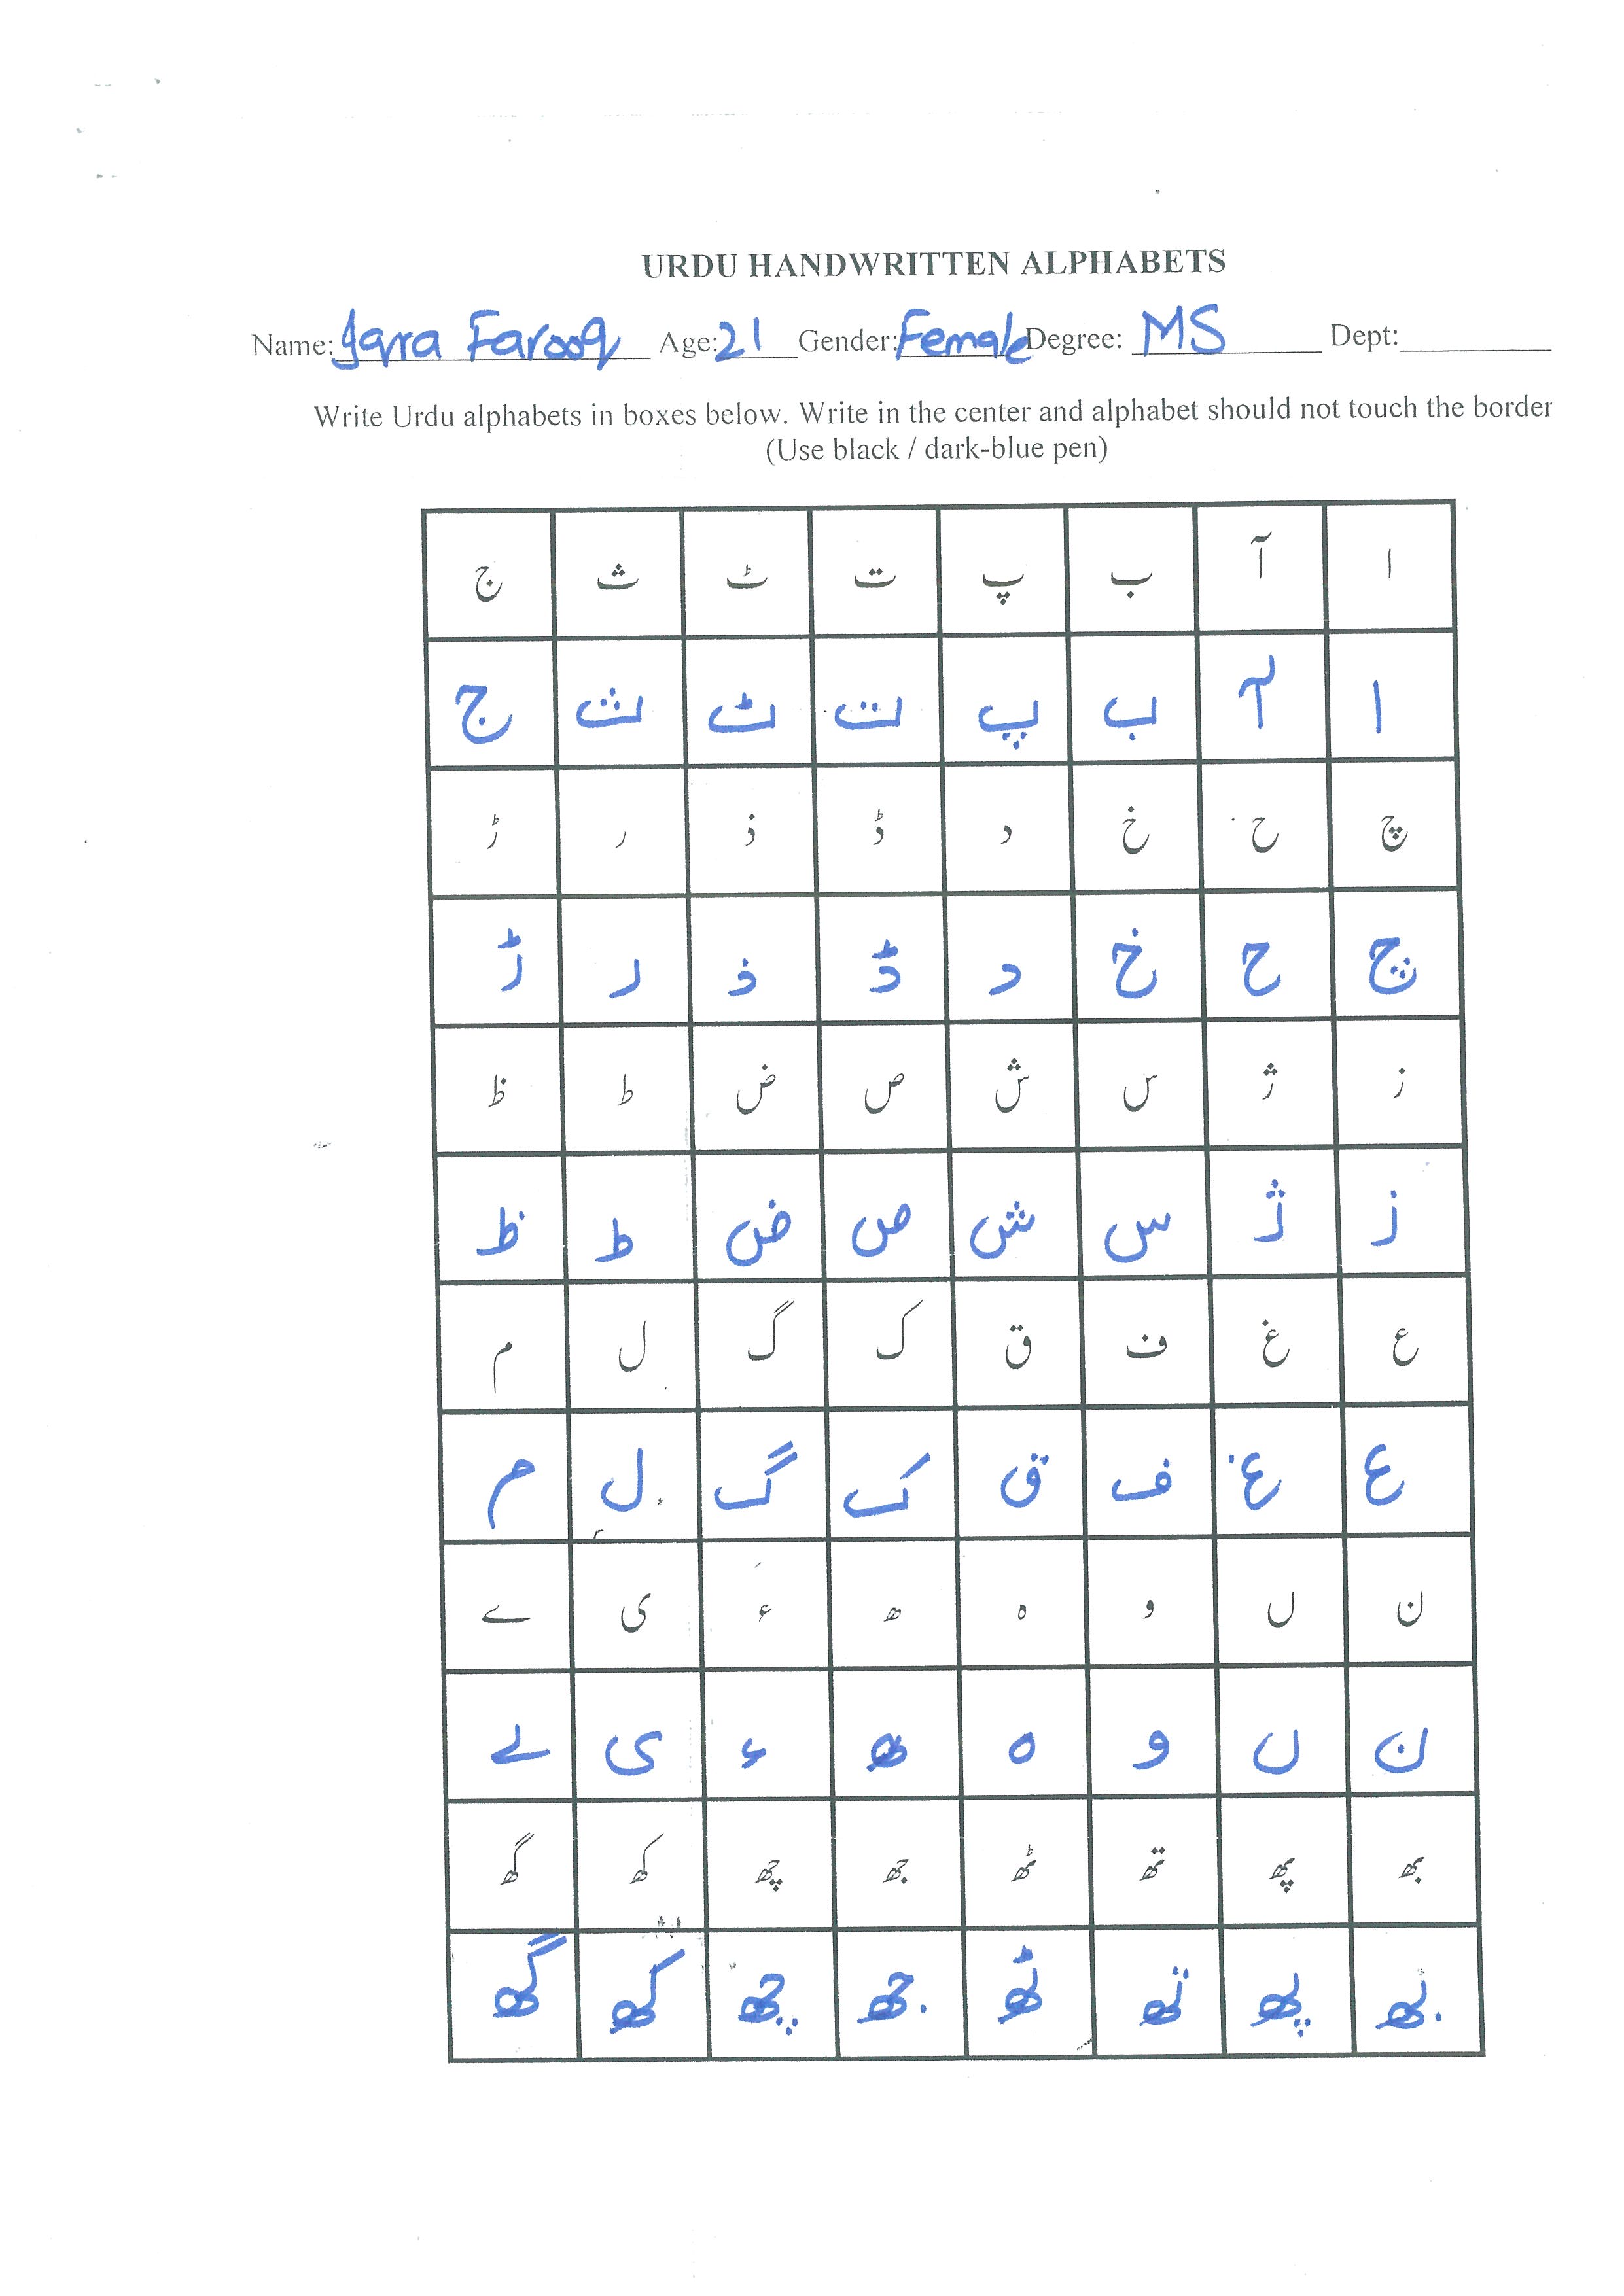 URDU HANDWRITTEN ALPHABETS
Name: Iqra Farooq Age: 21 Gender: Female Degree: MS Dept:
Write Urdu alphabets in boxes below. Write in the center and alphabet should not touch the border
(Use black / dark-blue pen)
ا آ ب پ ت ٹ ث ج
ا آ ب پ ت ٹ ث ج
چ ح خ د ڈ ذ ر ڑ
چ ح خ د ڈ ذ ر ڑ
ز ژ س ش ص ض ط ظ
ز ژ س ش ص ض ط ظ
ع غ ف ق ک گ ل م
ع غ ف ق ک گ ل م
ن ں و ہ ھ ء ی ے
ن ں و ہ ھ ء ی ے
بھ پھ تھ ٹھ جھ چھ کھ گھ
بھ پھ تھ ٹھ جھ چھ کھ گھ